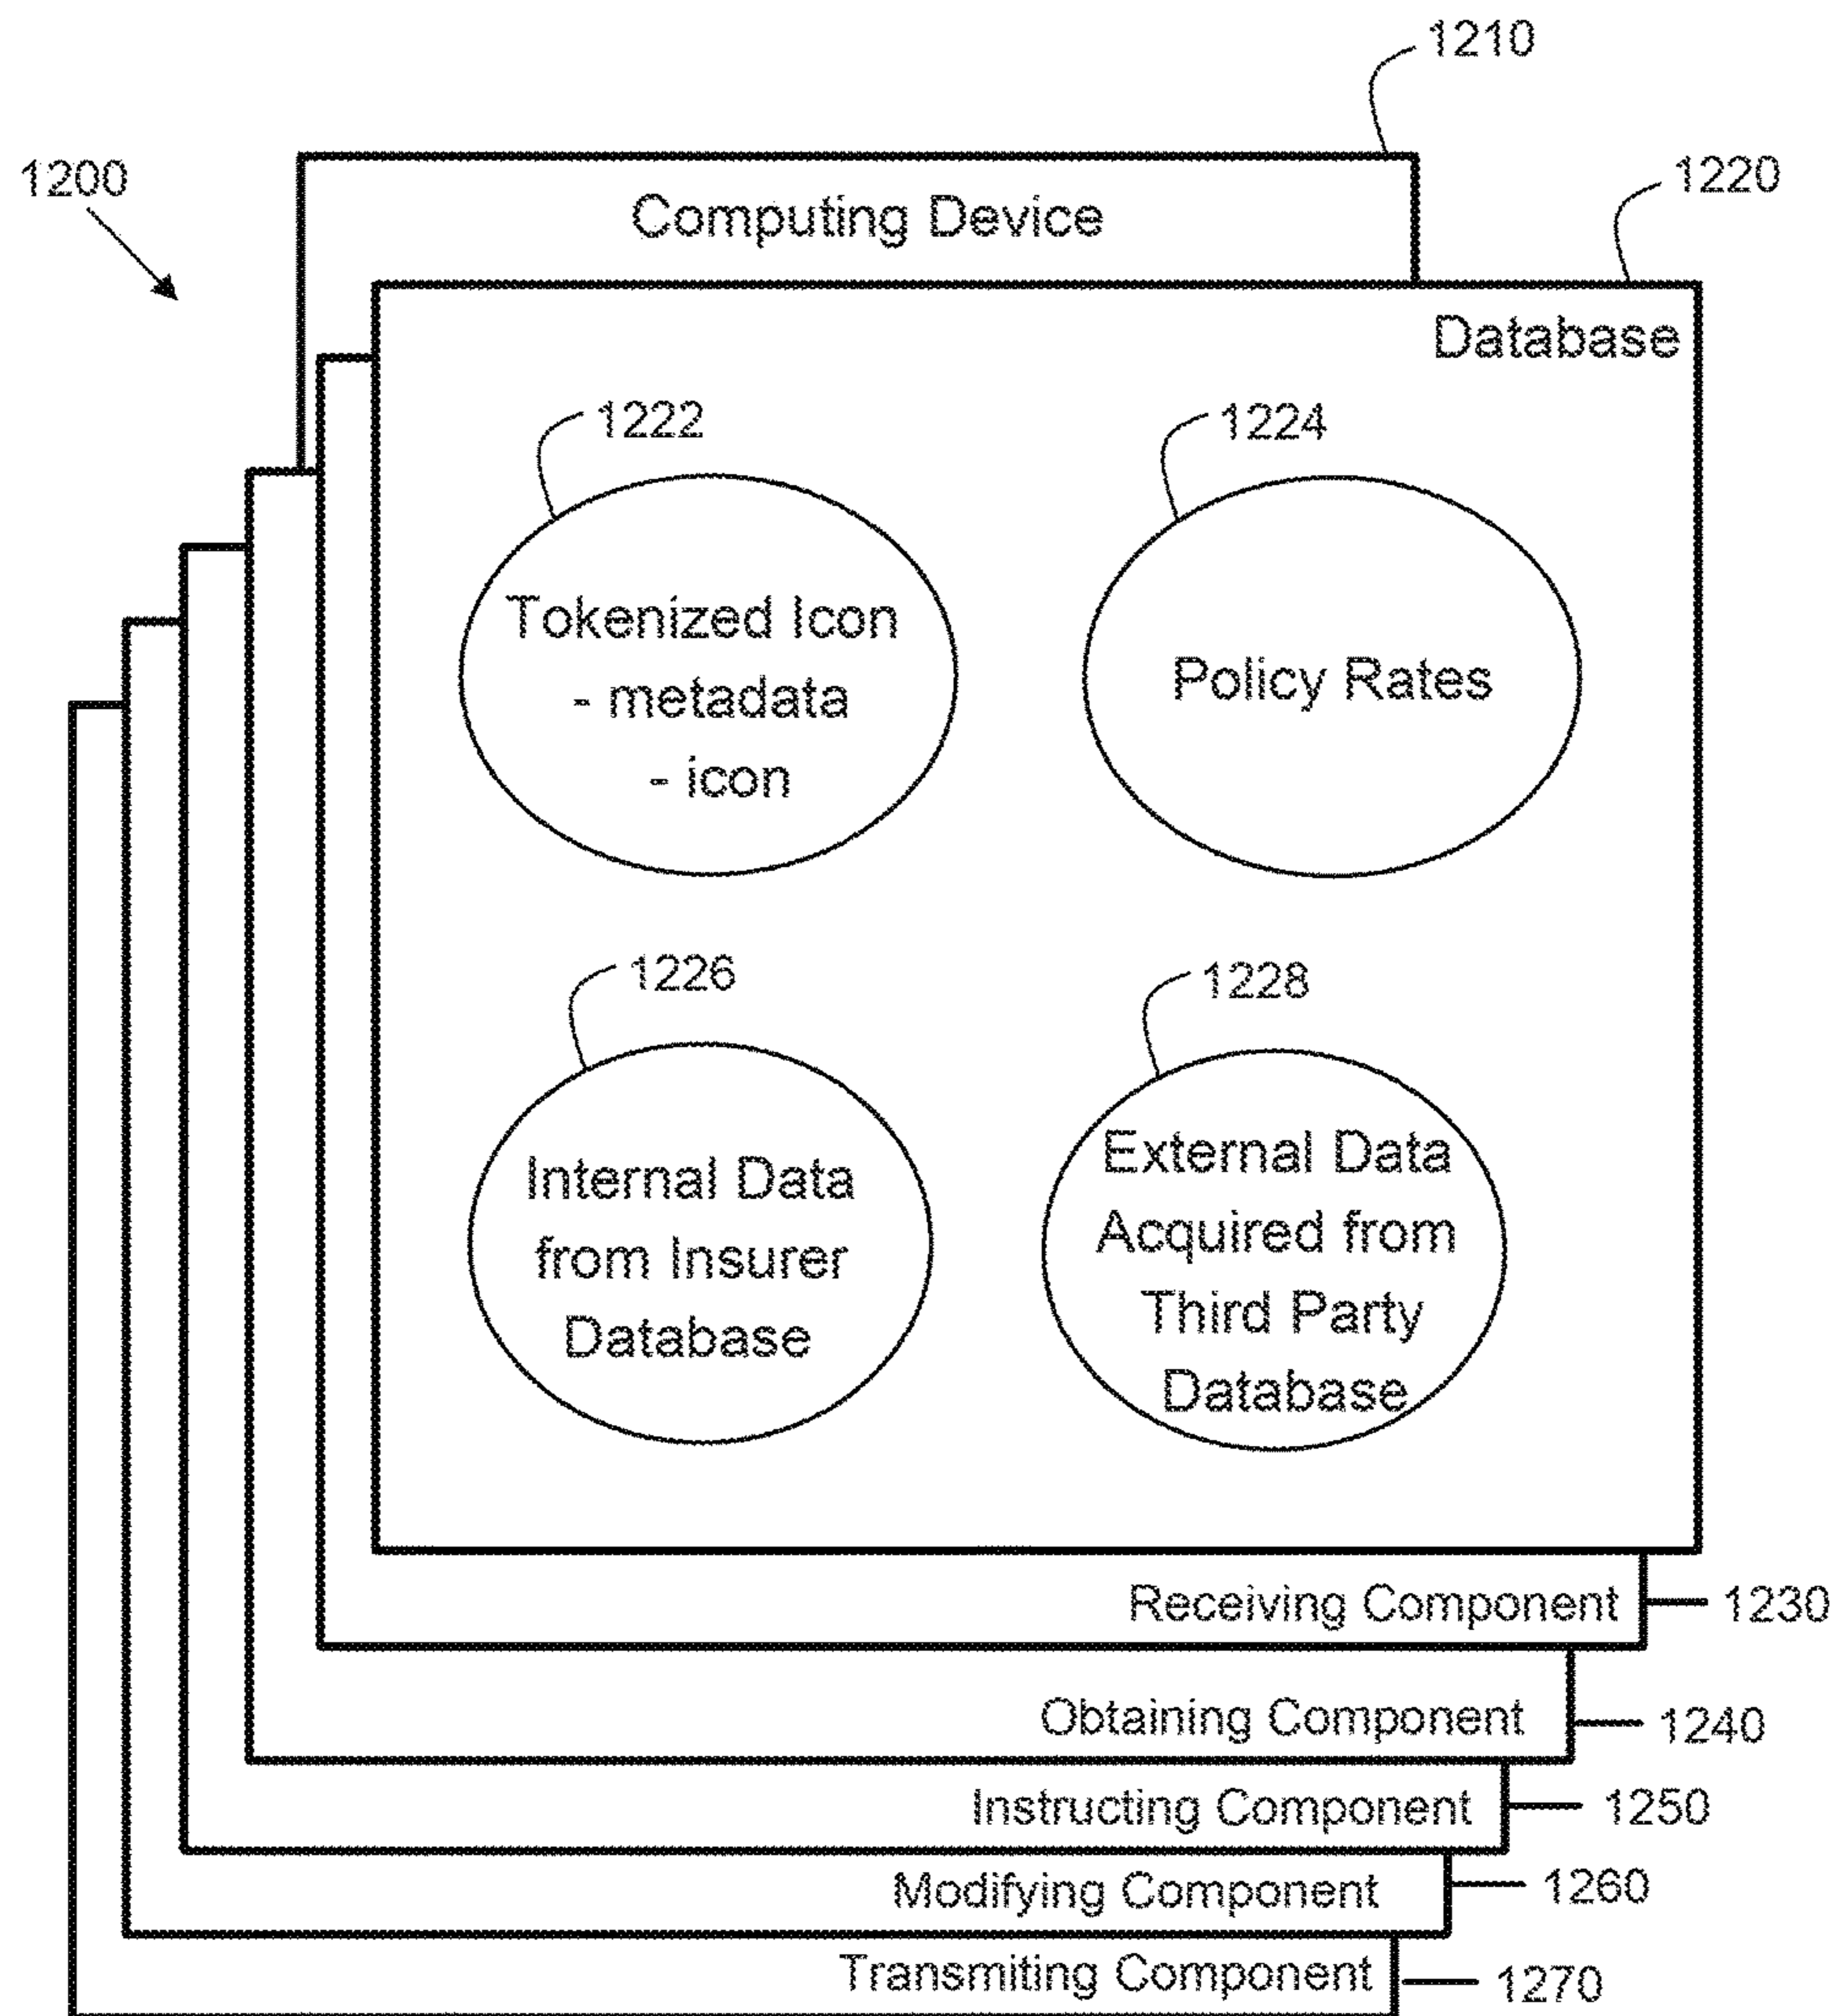 1210
1200
1220
Computing Device
Database
1222
1224
Tokenized Icon
- metadata
- icon
Policy Rates
1226
1228
Internal Data
from Insurer
Database
External Data
Acquired from
Third Party
Database
Receiving Component
1230
Obtaining Component
1240
Instructing Component
1250
Modifying Component
1260
Transmiting Component
1270